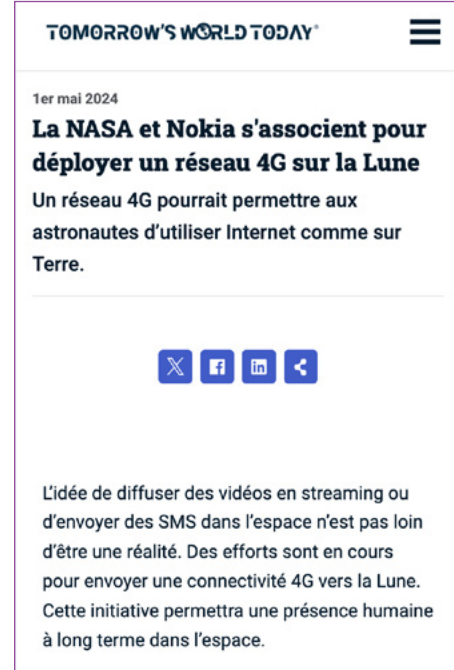 TOMORROW'S WORLD TODAY®
1er mai 2024
La NASA et Nokia s'associent pour
déployer un réseau 4G sur la Lune
Un réseau 4G pourrait permettre aux
astronautes d’utiliser Internet comme sur
Terre.
L’idée de diffuser des vidéos en streaming ou
d’envoyer des SMS dans l’espace n’est pas loin
d’être une réalité. Des efforts sont en cours
pour envoyer une connectivité 4G vers la Lune.
Cette initiative permettra une présence humaine
à long terme dans l’espace.